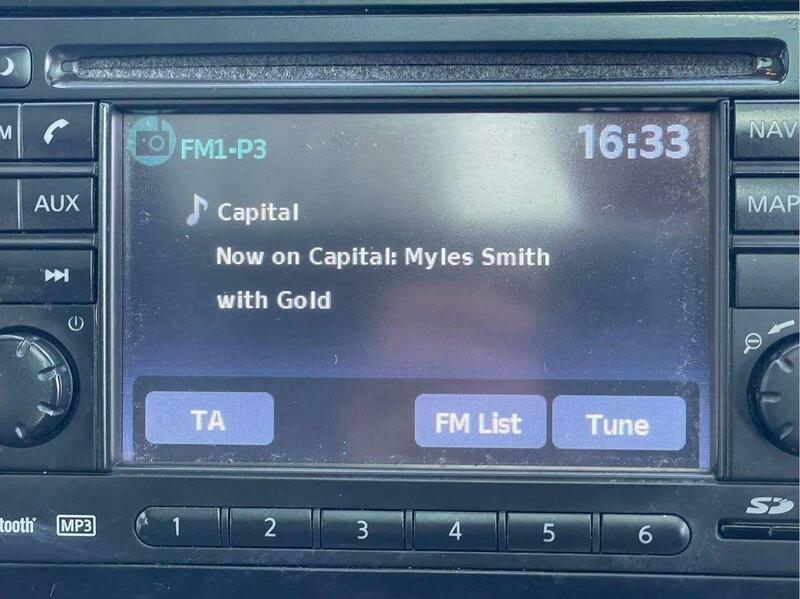 FM1-P3
16:33
NAV
AUX
MAP
Capital
Now on Capital: Myles Smith
with Gold
TA
FM List
Tune
MP3
1
2
3
4
5
6
SD